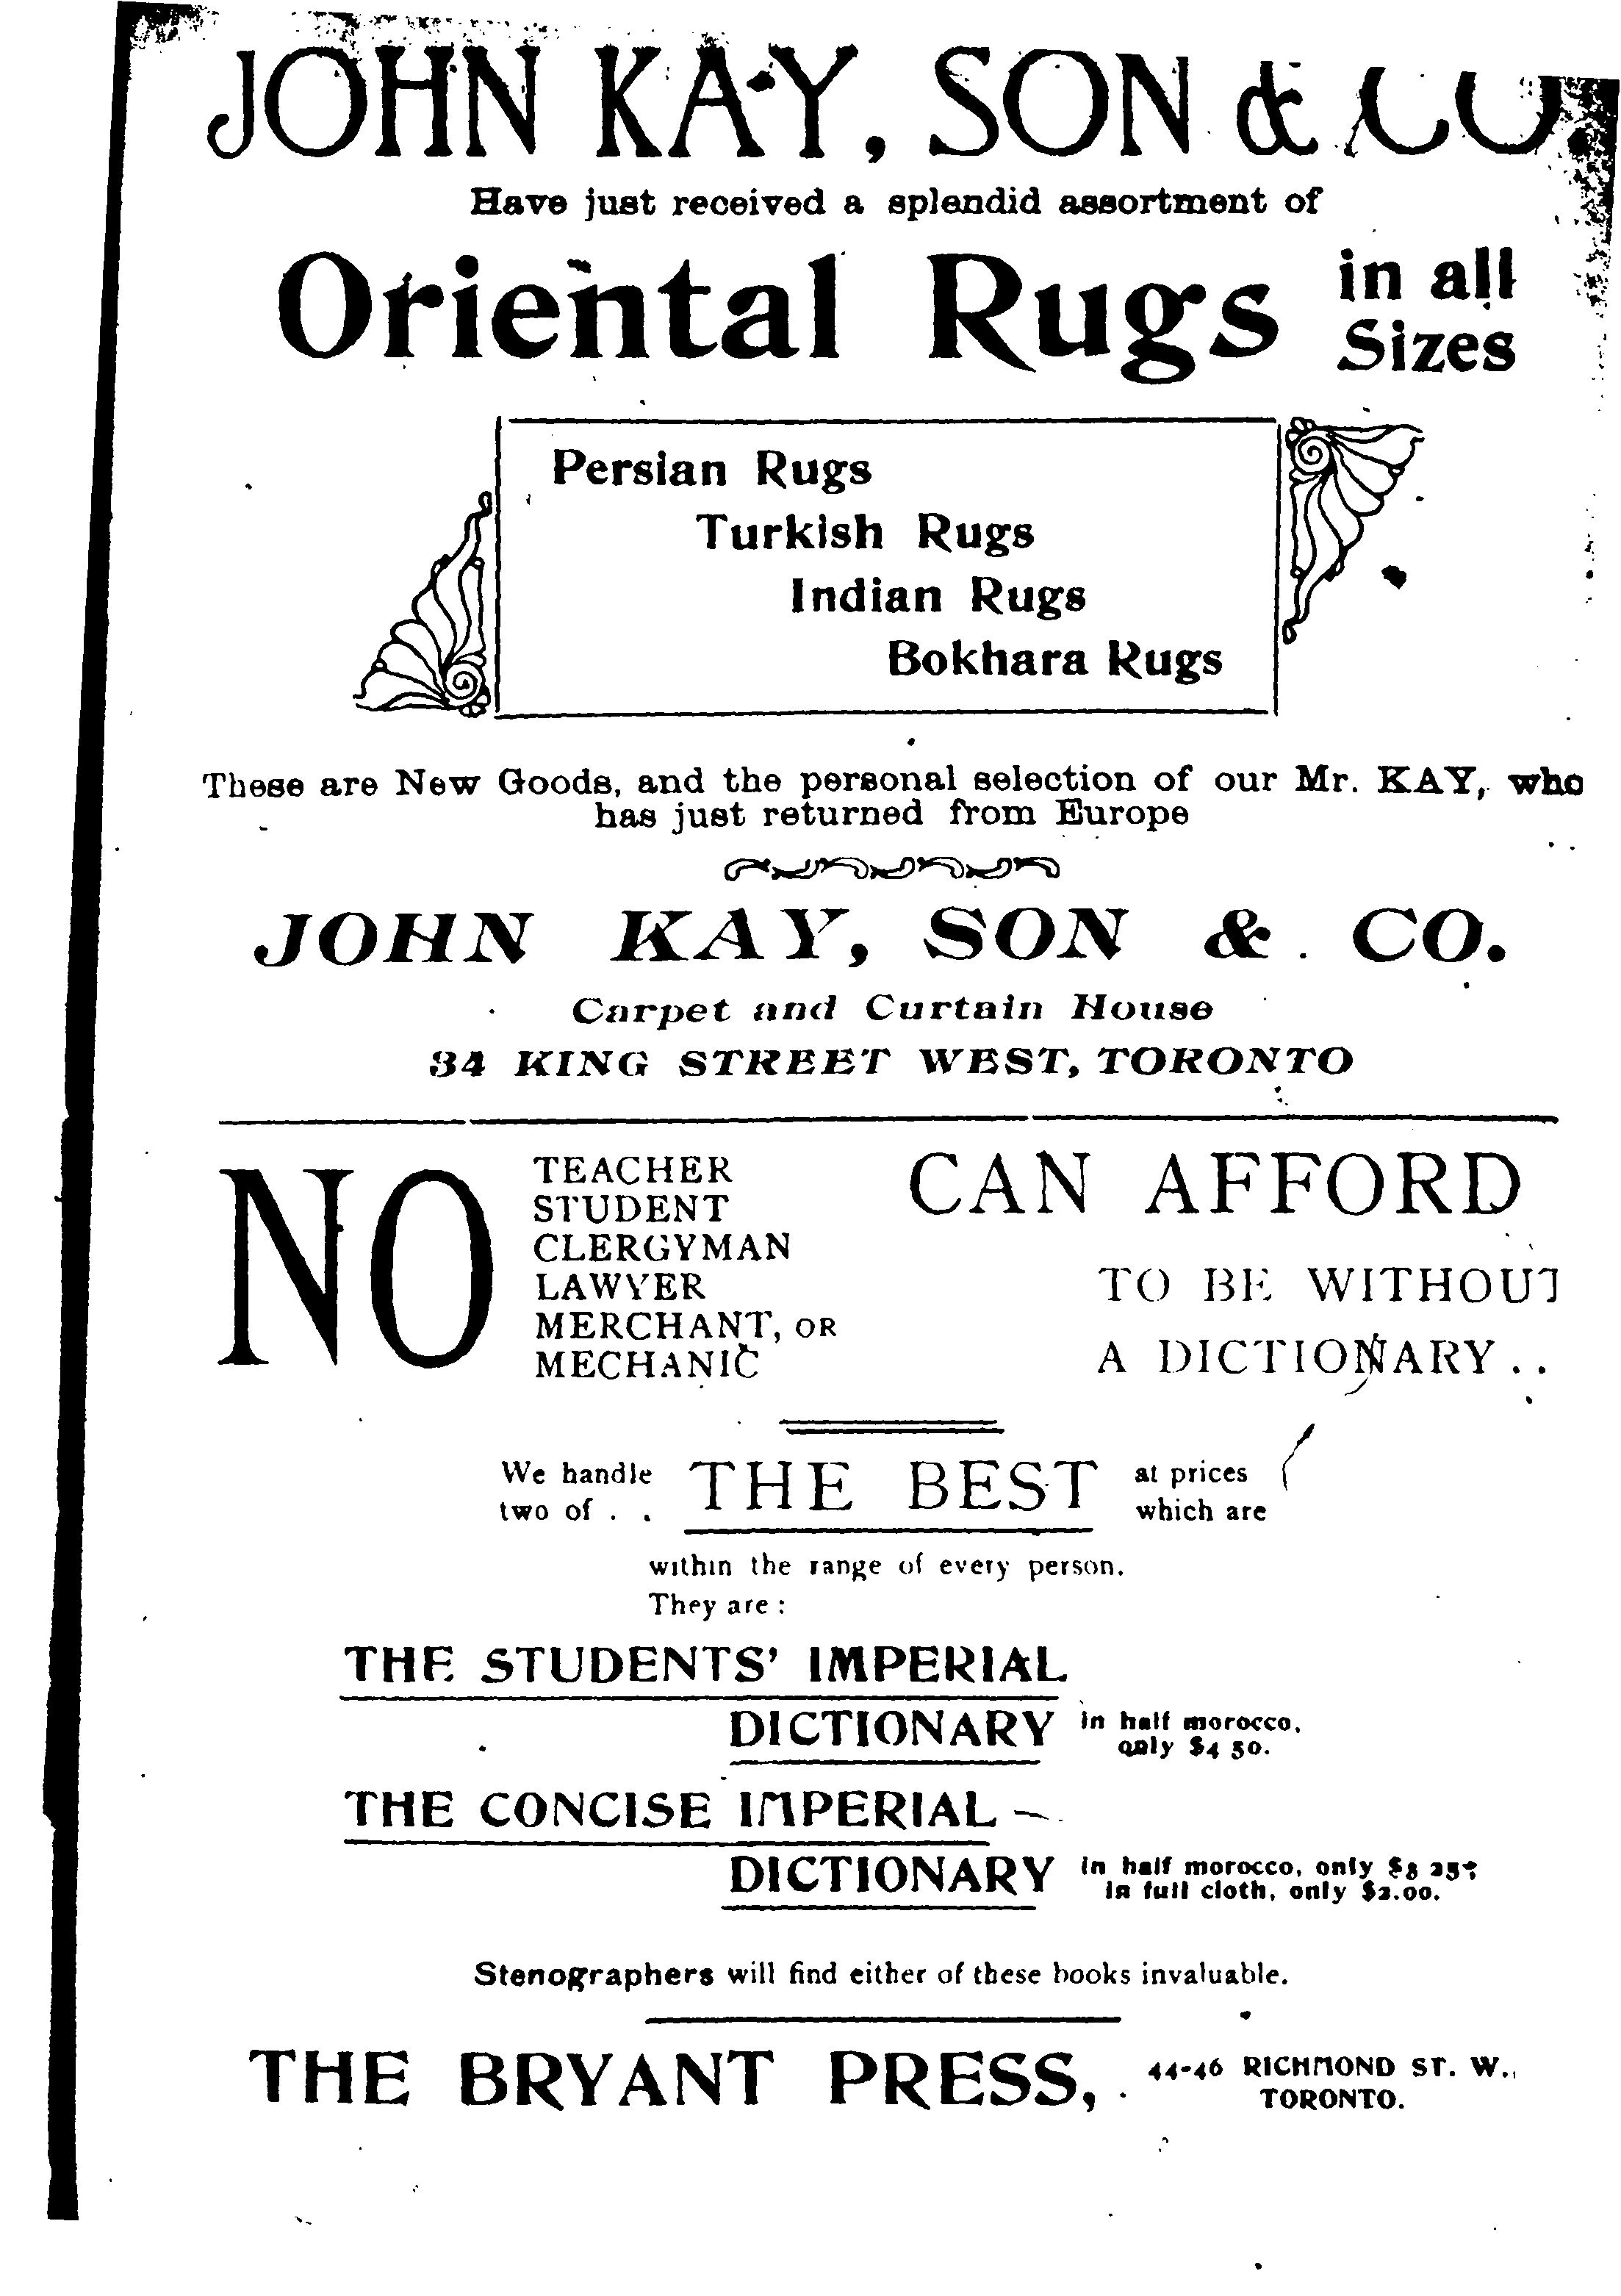 JOHN KAY, SON & CO.
Have just received a splendid assortment of
Oriental Rugs in all Sizes
Persian Rugs
Turkish Rugs
Indian Rugs
Bokhara Rugs
These are New Goods, and the personal selection of our Mr. KAY, who
has just returned from Europe
JOHN KAY, SON & CO.
Carpet and Curtain House
34 KING STREET WEST, TORONTO
NO
TEACHER
STUDENT
CLERGYMAN
LAWYER
MERCHANT, OR
MECHANIC
CAN AFFORD
TO BE WITHOUT
A DICTIONARY . .
We handle
two of . .
THE BEST
at prices
which are
within the range of every person.
They are :
THE STUDENTS' IMPERIAL
DICTIONARY in half morocco,
only $4 50.
THE CONCISE IMPERIAL
DICTIONARY in half morocco, only $3 25;
in full cloth, only $2.00.
Stenographers will find either of these books invaluable.
THE BRYANT PRESS, 44-46 RICHMOND ST. W.,
TORONTO.